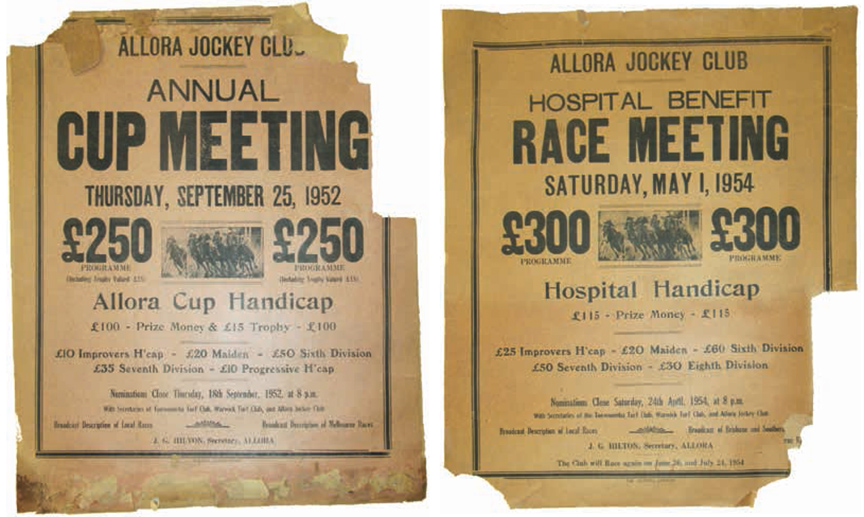 ALLORA JOCKEY CLU
ANNUAL
CUP MEETING
THURSDAY, SEPTEMBER 25, 1952
£250 £250
PROGRAMME PROGRAMME
(Including Trophy Valued £15) (Including Trophy Valued £15)
Allora Cup Handicap
£100 - Prize Money & £15 Trophy - £100
£10 Improvers H'cap - £20 Maiden - £50 Sixth Division
£35 Seventh Division - £10 Progressive H'cap
Nominations Close Thursday, 18th September, 1952, at 8 p.m.
With Secretaries of Toowoomba Turf Club, Warwick Turf Club, and Allora Jockey Club
Broadcast Description of Local Races Broadcast Description of Melbourne Races
J. G. HILTON, Secretary, ALLORA
ALLORA JOCKEY CLUB
HOSPITAL BENEFIT
RACE MEETING
SATURDAY, MAY 1, 1954
£300 £300
PROGRAMME PROGRAMME
Hospital Handicap
£115 - Prize Money - £115
£25 Improvers H'cap - £20 Maiden - £60 Sixth Division
£50 Seventh Division - £30 Eighth Division
Nominations Close Saturday, 24th April, 1954, at 8 p.m.
With Secretaries of the Toowoomba Turf Club, Warwick Turf Club, and Allora Jockey Club
Broadcast Description of Local Races Broadcast of Brisbane and Southern
J. G. HILTON, Secretary, ALLORA
The Club will Race again on June 26, and July 24, 1954